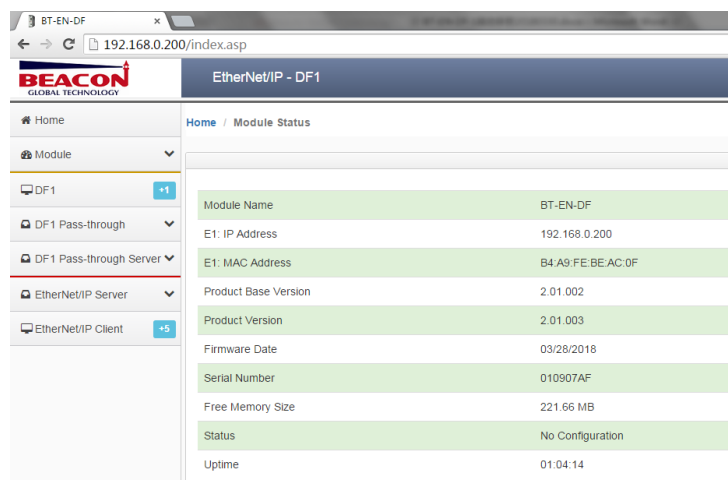 BT-EN-DF ×
192.168.0.200/index.asp
BEACON
GLOBAL TECHNOLOGY
EtherNet/IP - DF1
Home
Home / Module Status
Module
DF1 +1
DF1 Pass-through
DF1 Pass-through Server
EtherNet/IP Server
EtherNet/IP Client +5
Module Name BT-EN-DF
E1: IP Address 192.168.0.200
E1: MAC Address B4:A9:FE:BE:AC:0F
Product Base Version 2.01.002
Product Version 2.01.003
Firmware Date 03/28/2018
Serial Number 010907AF
Free Memory Size 221.66 MB
Status No Configuration
Uptime 01:04:14